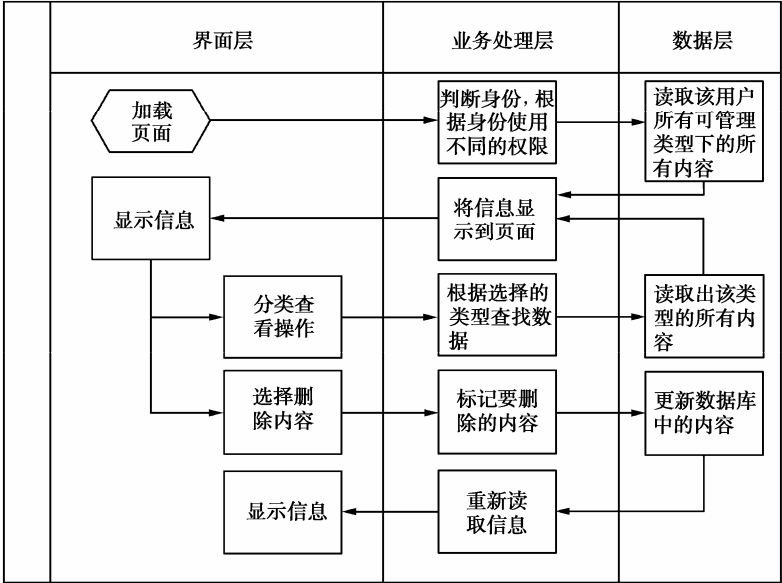 界面层
业务处理层
数据层
加载
页面
判断身份，根
据身份使用
不同的权限
读取该用户
所有可管理
类型下的所
有内容
显示信息
将信息显
示到页面
分类查
看操作
根据选择的
类型查找数
据
读取出该类
型的所有内
容
选择删
除内容
标记要删
除的内容
更新数据库
中的内容
显示信息
重新读
取信息